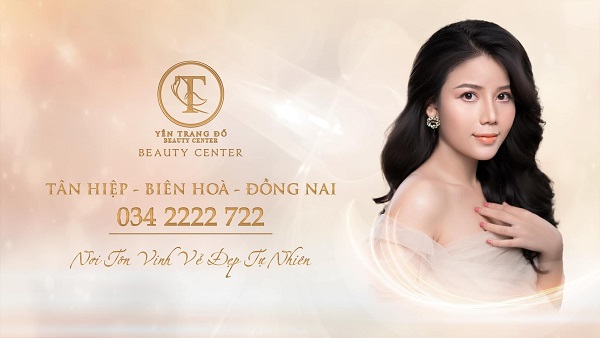 T
YẾN TRANG ĐỖ
BEAUTY CENTER
BEAUTY CENTER
TÂN HIỆP - BIÊN HOÀ - ĐỒNG NAI
034 2222 722
Nơi Tôn Vinh Vẻ Đẹp Tự Nhiên